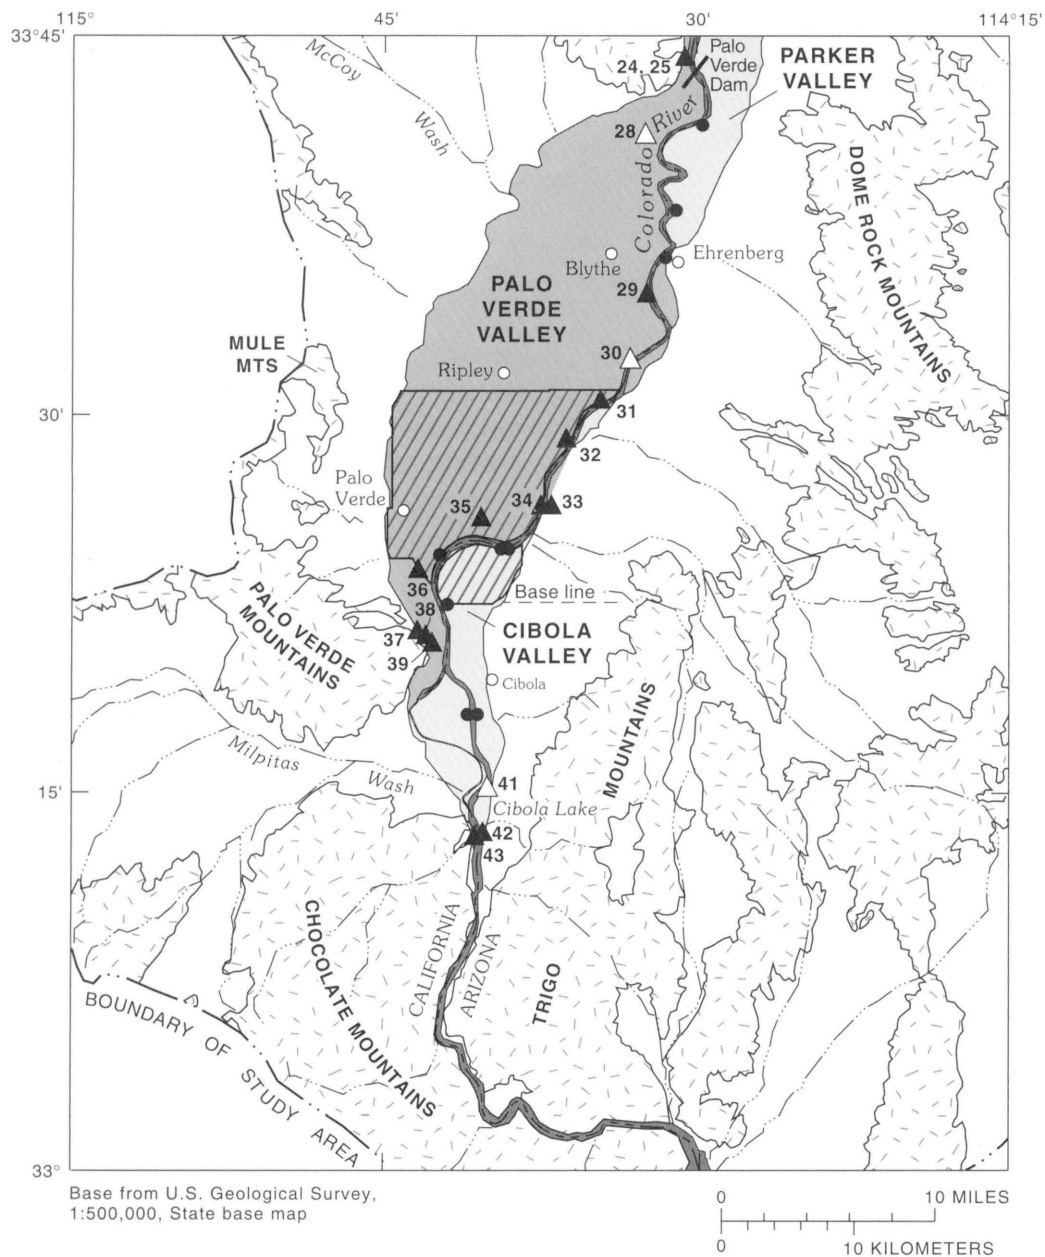 115° 45' 30' 114°15'
33°45'
McCoy
Wash
24, 25
Palo
Verde
Dam
PARKER
VALLEY
28
Colorado River
DOME ROCK MOUNTAINS
Blythe
Ehrenberg
PALO
VERDE
VALLEY
29
MULE
MTS
30
Ripley
30'
31
32
Palo
Verde
35
34
33
36
Base line
PALO VERDE
MOUNTAINS
38
37
39
CIBOLA
VALLEY
Cibola
MOUNTAINS
Milpitas
Wash
15'
41
Cibola Lake
42
43
CHOCOLATE MOUNTAINS
CALIFORNIA
ARIZONA
TRIGO
BOUNDARY OF
STUDY AREA
33°
Base from U.S. Geological Survey,
1:500,000, State base map
0 10 MILES
0 10 KILOMETERS